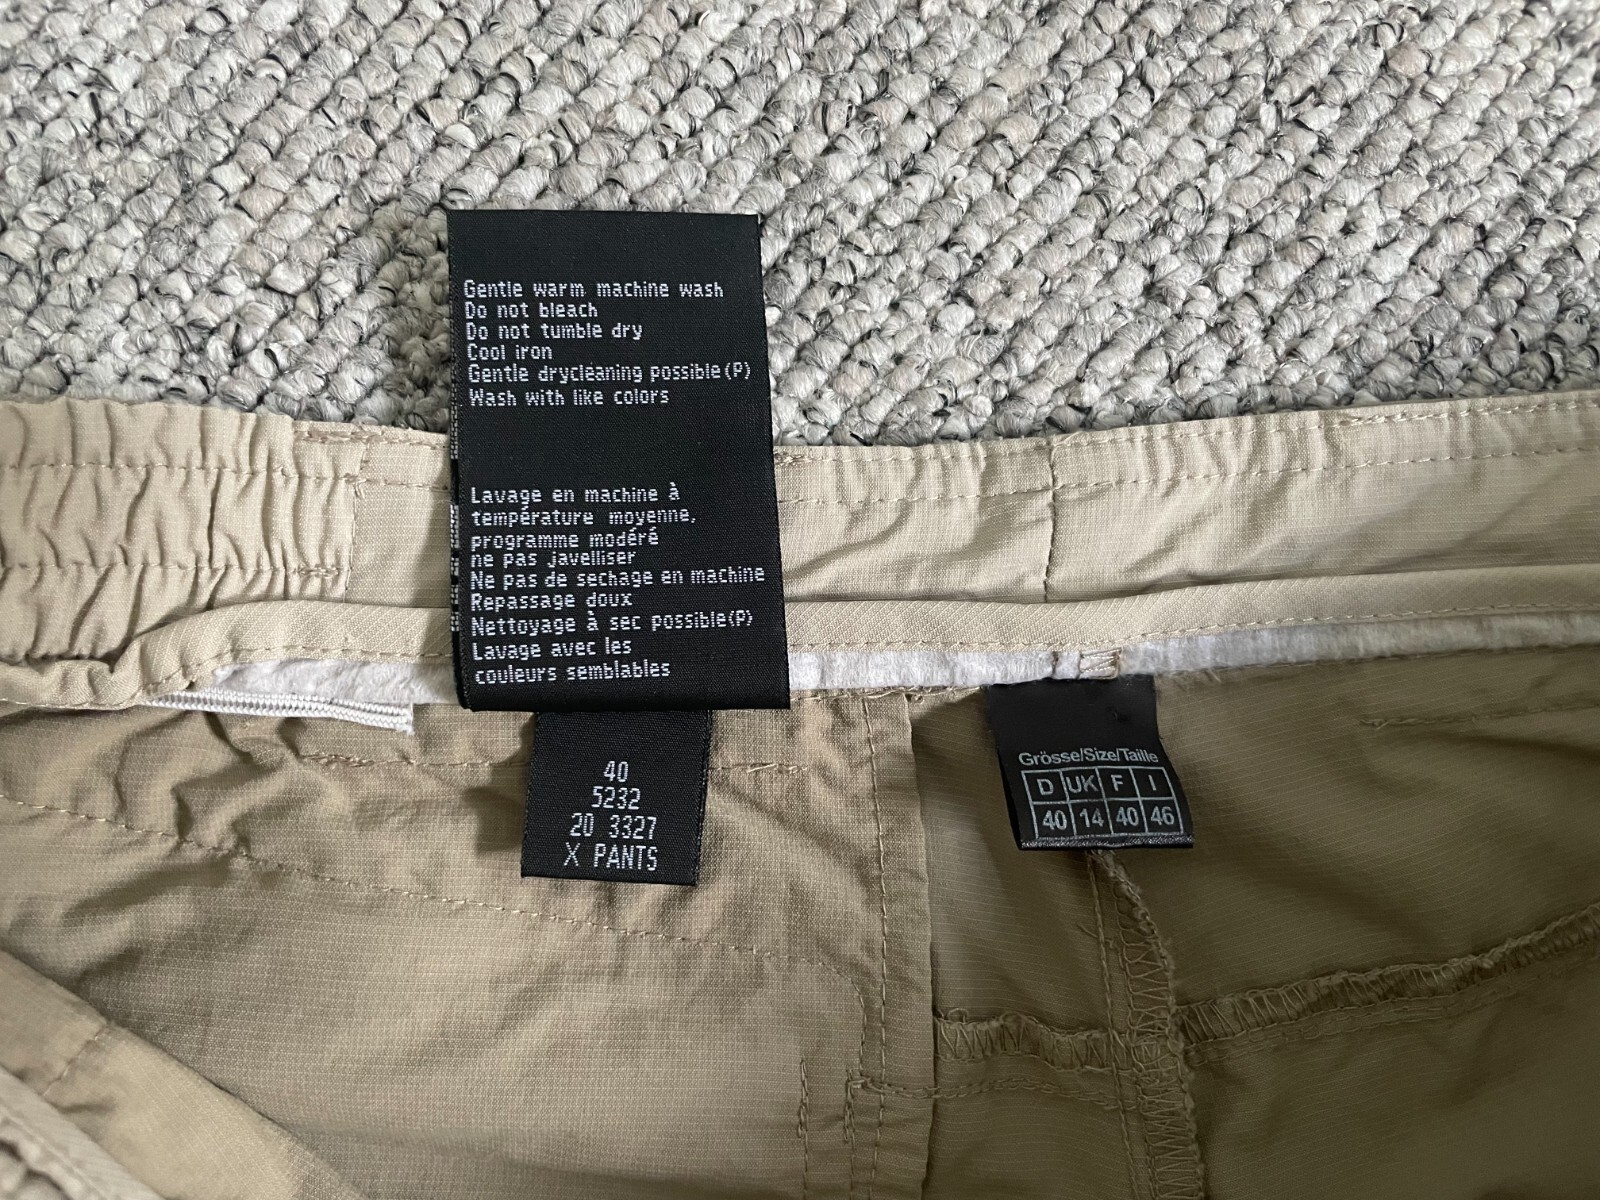 Gentle warm machine wash
Do not bleach
Do not tumble dry
Cool iron
Gentle drycleaning possible(P)
Wash with like colors
Lavage en machine à
température moyenne,
programme modéré
ne pas javelliser
Ne pas de sechage en machine
Repassage doux
Nettoyage à sec possible(P)
Lavage avec les
couleurs semblables
40
5232
20 3327
X PANTS
Grösse/Size/Taille
D UK F I
40 14 40 46